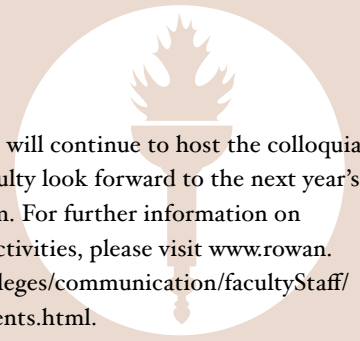 will continue to host the colloquia
ulty look forward to the next year's
n. For further information on
ctivities, please visit www.rowan.
leges/communication/facultyStaff/
ents.html.